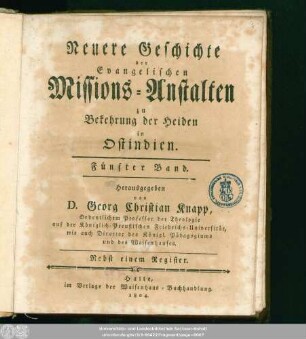 Neuere Geschichte
der
Evangelischen
Missions-Anstalten
zu
Bekehrung der Heiden
in
Ostindien.
Fünfter Band.
Herausgegeben
von
D. Georg Christian Knapp,
Ordentlichem Professor der Theologie
auf der Königlich-Preußischen Friedrichs-Universität,
wie auch Director des Königl. Pädagogiums
und des Waisenhauses.
Nebst einem Register.
Halle,
im Verlage der Waisenhaus-Buchhandlung
1804.